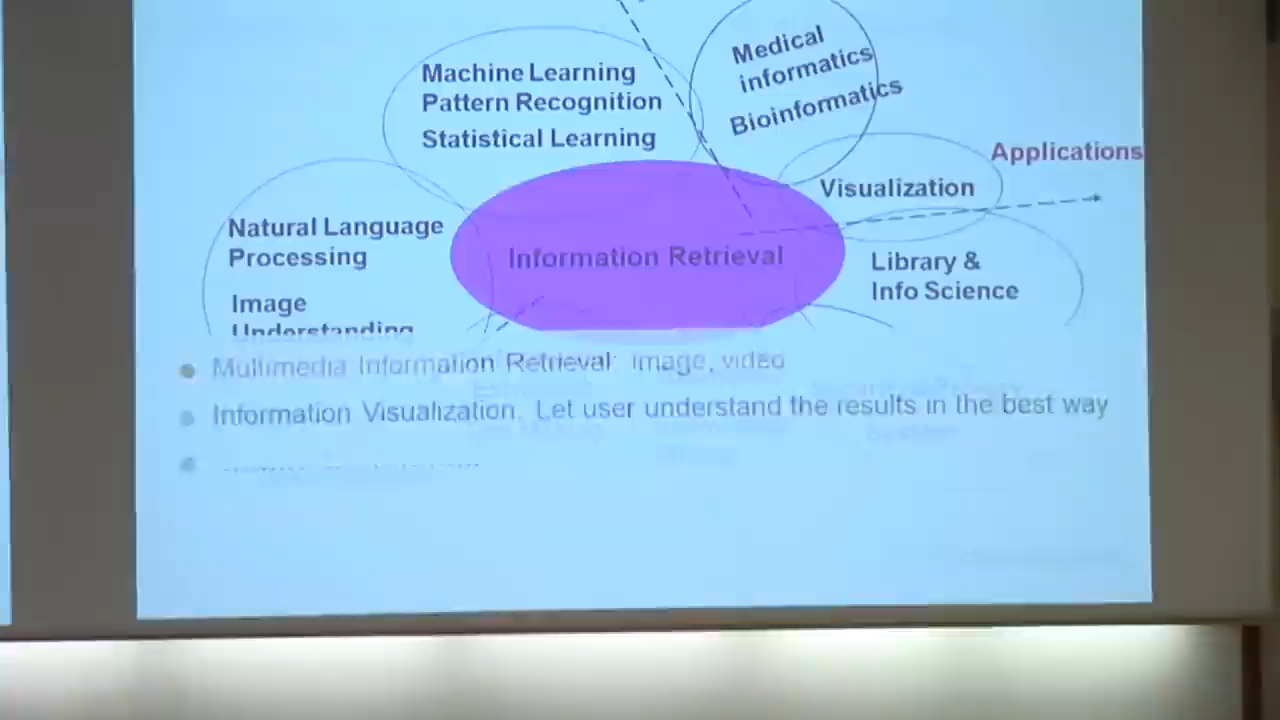 Medical
informatics
Bioinformatics
Machine Learning
Pattern Recognition
Statistical Learning
Applications
Visualization
Natural Language
Processing
Information Retrieval
Library &
Info Science
Image
Understanding
Multimedia Information Retrieval: Image, video
Information Visualization: Let user understand the results in the best way